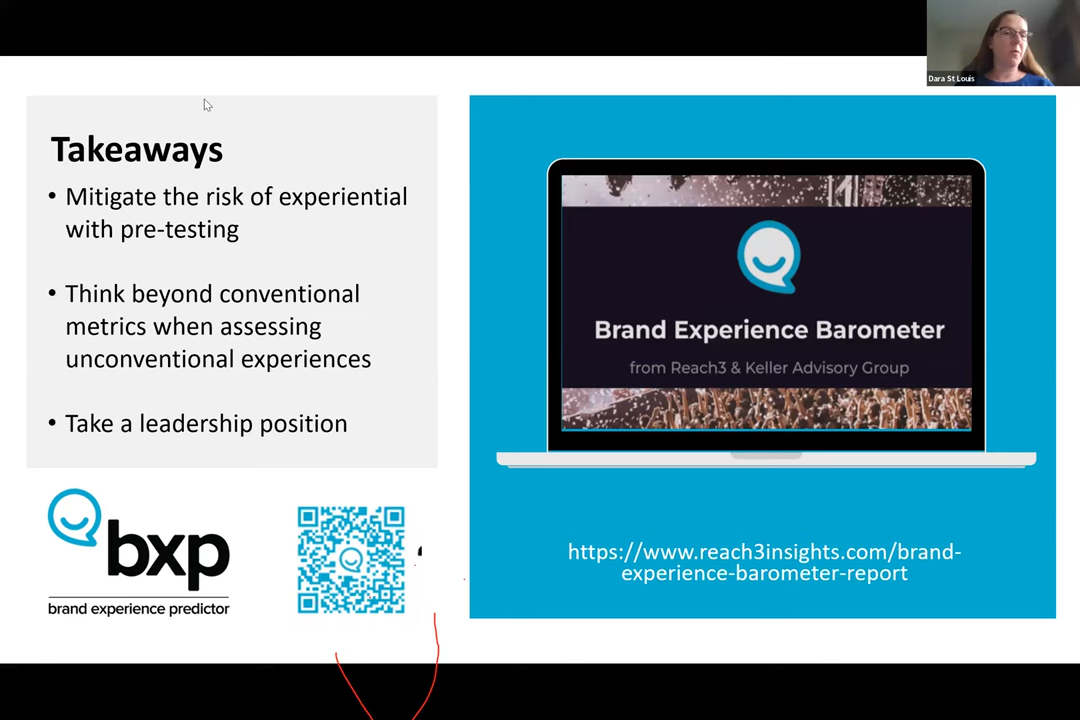 Dara St Louis
Takeaways
• Mitigate the risk of experiential
with pre-testing
• Think beyond conventional
metrics when assessing
unconventional experiences
• Take a leadership position
bxp
brand experience predictor
Brand Experience Barometer
from Reach3 & Keller Advisory Group
https://www.reach3insights.com/brand-
experience-barometer-report